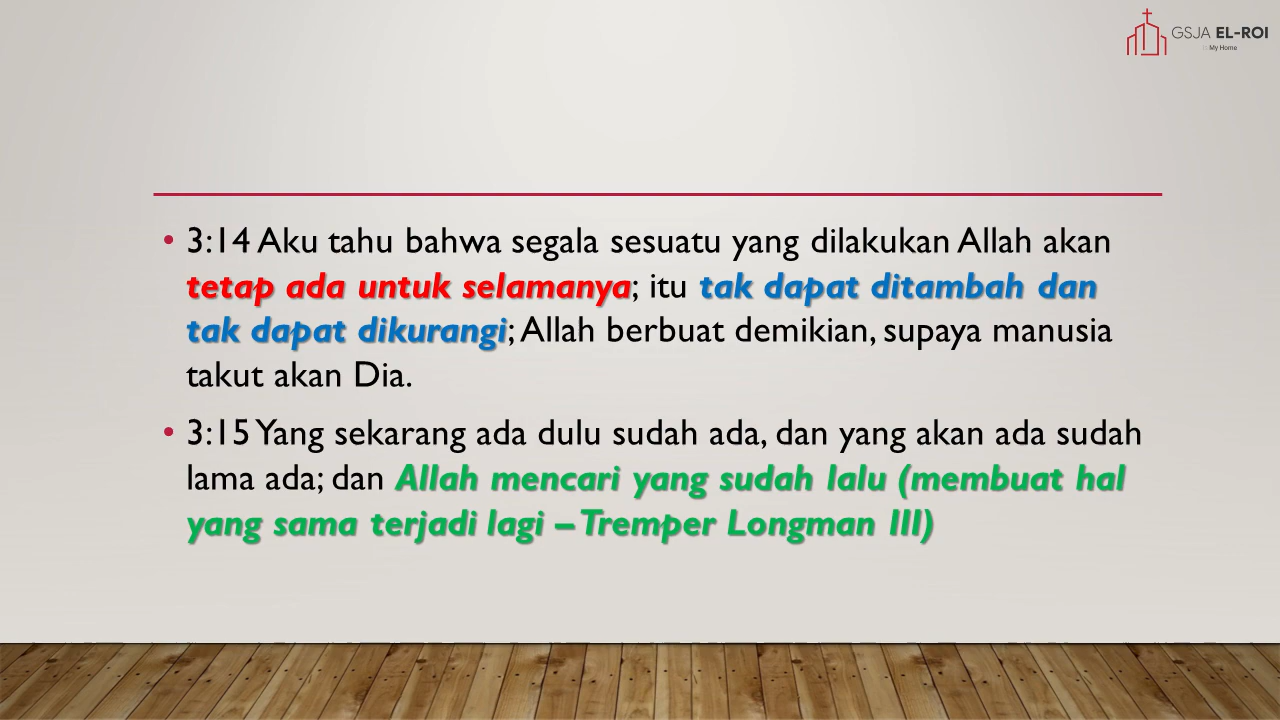 GSJA EL-ROI
is My Home
• 3:14 Aku tahu bahwa segala sesuatu yang dilakukan Allah akan
tetap ada untuk selamanya; itu tak dapat ditambah dan
tak dapat dikurangi; Allah berbuat demikian, supaya manusia
takut akan Dia.
• 3:15 Yang sekarang ada dulu sudah ada, dan yang akan ada sudah
lama ada; dan Allah mencari yang sudah lalu (membuat hal
yang sama terjadi lagi – Tremper Longman III)